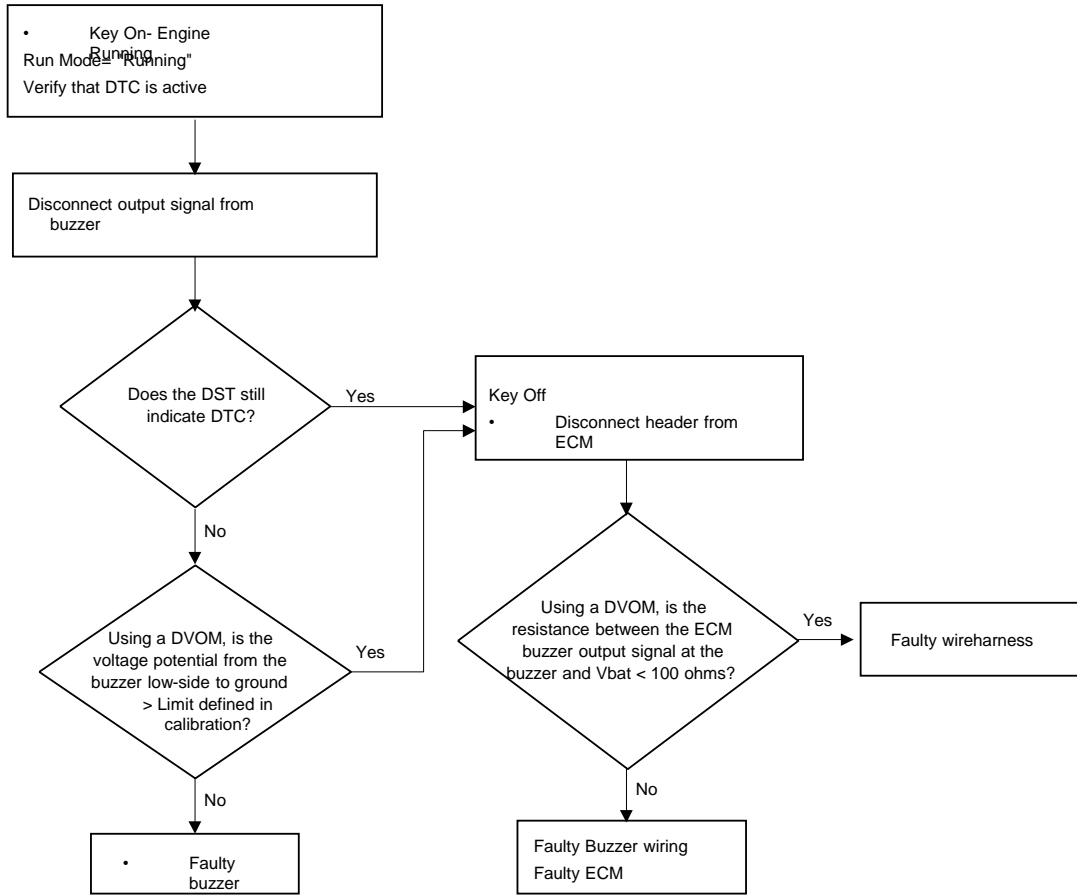 • Key On- Engine
Running
Run Mode= "Running"
Verify that DTC is active
Disconnect output signal from
buzzer
Does the DST still
indicate DTC?
Yes
Key Off
• Disconnect header from
ECM
No
Using a DVOM, is the
voltage potential from the
buzzer low-side to ground
> Limit defined in
calibration?
Yes
Using a DVOM, is the
resistance between the ECM
buzzer output signal at the
buzzer and Vbat < 100 ohms?
Yes
Faulty wireharness
No
• Faulty
buzzer
No
Faulty Buzzer wiring
Faulty ECM